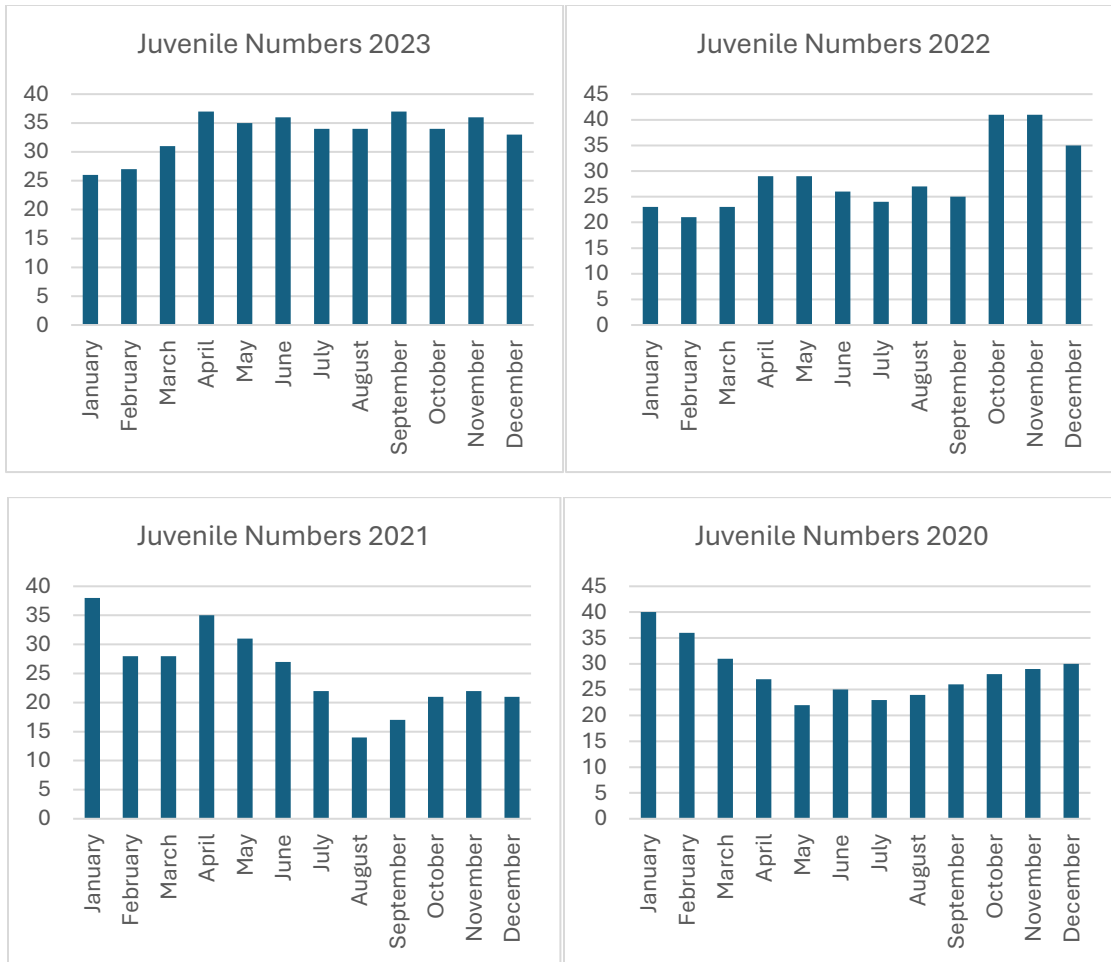 Juvenile Numbers 2023
40
35
30
25
20
15
10
5
0
January
February
March
April
May
June
July
August
September
October
November
December
Juvenile Numbers 2022
45
40
35
30
25
20
15
10
5
0
January
February
March
April
May
June
July
August
September
October
November
December
Juvenile Numbers 2021
40
35
30
25
20
15
10
5
0
January
February
March
April
May
June
July
August
September
October
November
December
Juvenile Numbers 2020
45
40
35
30
25
20
15
10
5
0
January
February
March
April
May
June
July
August
September
October
November
December